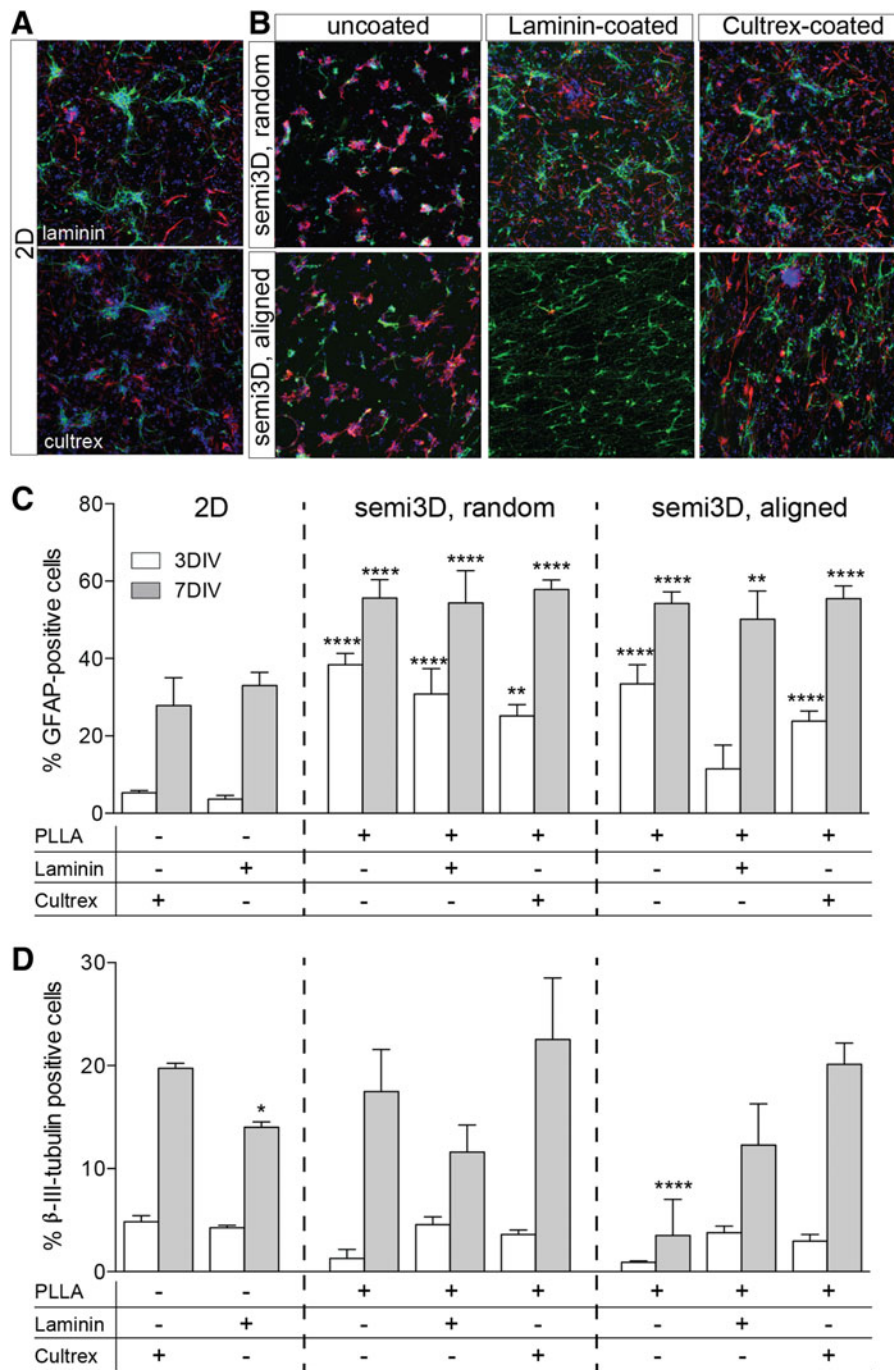 A
B
uncoated
Laminin-coated
Cultrex-coated
2D
laminin
cultrex
semi3D, random
semi3D, aligned
C
2D
semi3D, random
semi3D, aligned
3DIV
7DIV
% GFAP-positive cells
80
60
40
20
0
**** **** **** **** ** ****
**** **** ** **** ****
PLLA - - + + + + + +
Laminin - + - + - - + -
Cultrex + - - - + - - +
D
% β-III-tubulin positive cells
30
20
10
0
* ****
PLLA - - + + + + + +
Laminin - + - + - - + -
Cultrex + - - - + - - +